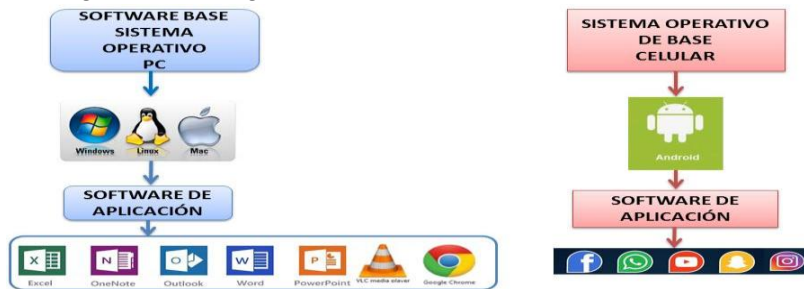 SOFTWARE BASE
SISTEMA
OPERATIVO
PC
Windows Linux Mac
SOFTWARE DE
APLICACIÓN
Excel OneNote Outlook Word PowerPoint VLC media player Google Chrome
SISTEMA OPERATIVO
DE BASE
CELULAR
Android
SOFTWARE DE
APLICACIÓN